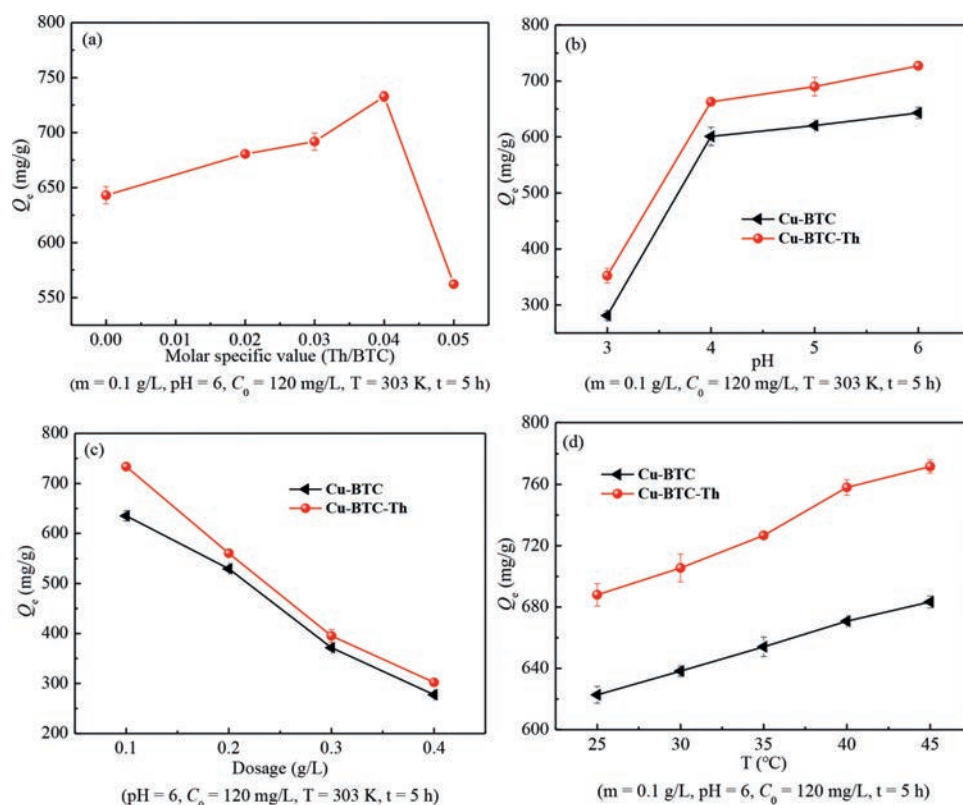 (a)
800
750
700
650
600
550
Qe (mg/g)
0.00 0.01 0.02 0.03 0.04 0.05
Molar specific value (Th/BTC)
(m = 0.1 g/L, pH = 6, C0 = 120 mg/L, T = 303 K, t = 5 h)
(b)
800
700
600
500
400
300
Qe (mg/g)
Cu-BTC
Cu-BTC-Th
3 4 5 6
pH
(m = 0.1 g/L, C0 = 120 mg/L, T = 303 K, t = 5 h)
(c)
800
700
600
500
400
300
200
Qe (mg/g)
Cu-BTC
Cu-BTC-Th
0.1 0.2 0.3 0.4
Dosage (g/L)
(pH = 6, C0 = 120 mg/L, T = 303 K, t = 5 h)
(d)
800
760
720
680
640
600
Qe (mg/g)
Cu-BTC
Cu-BTC-Th
25 30 35 40 45
T (°C)
(m = 0.1 g/L, pH = 6, C0 = 120 mg/L, t = 5 h)